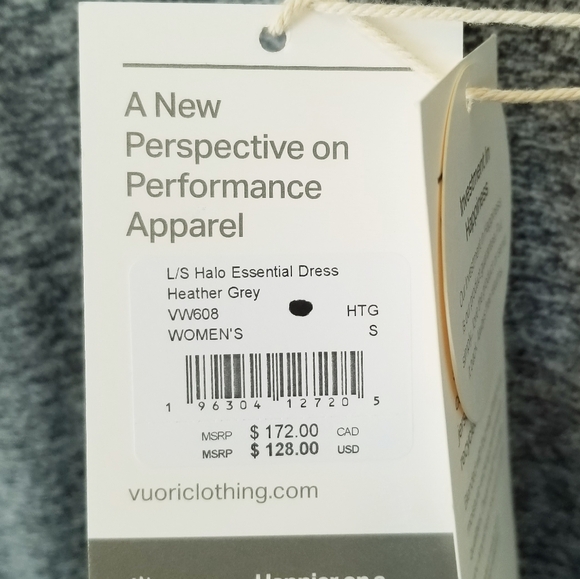 A New
Perspective on
Performance
Apparel
L/S Halo Essential Dress
Heather Grey
VW608 HTG
WOMEN'S S
1 96304 12720 5
MSRP $ 172.00 CAD
MSRP $ 128.00 USD
vuoriclothing.com
Investment in
Happiness